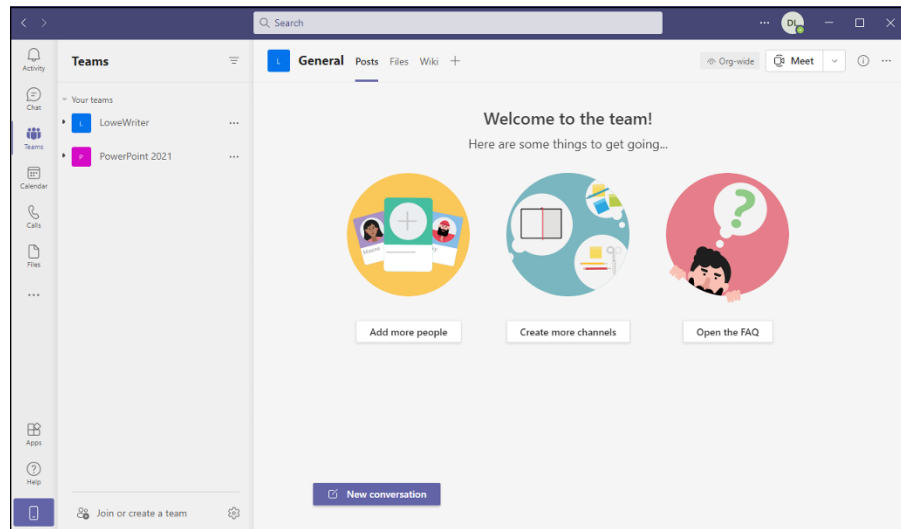 Search
DL
Activity
Chat
Teams
Calendar
Calls
Files
Apps
Help
Teams
Your teams
L LoweWriter
P PowerPoint 2021
Join or create a team
L General Posts Files Wiki
Org-wide
Meet
Welcome to the team!
Here are some things to get going...
Add more people
Create more channels
Open the FAQ
New conversation